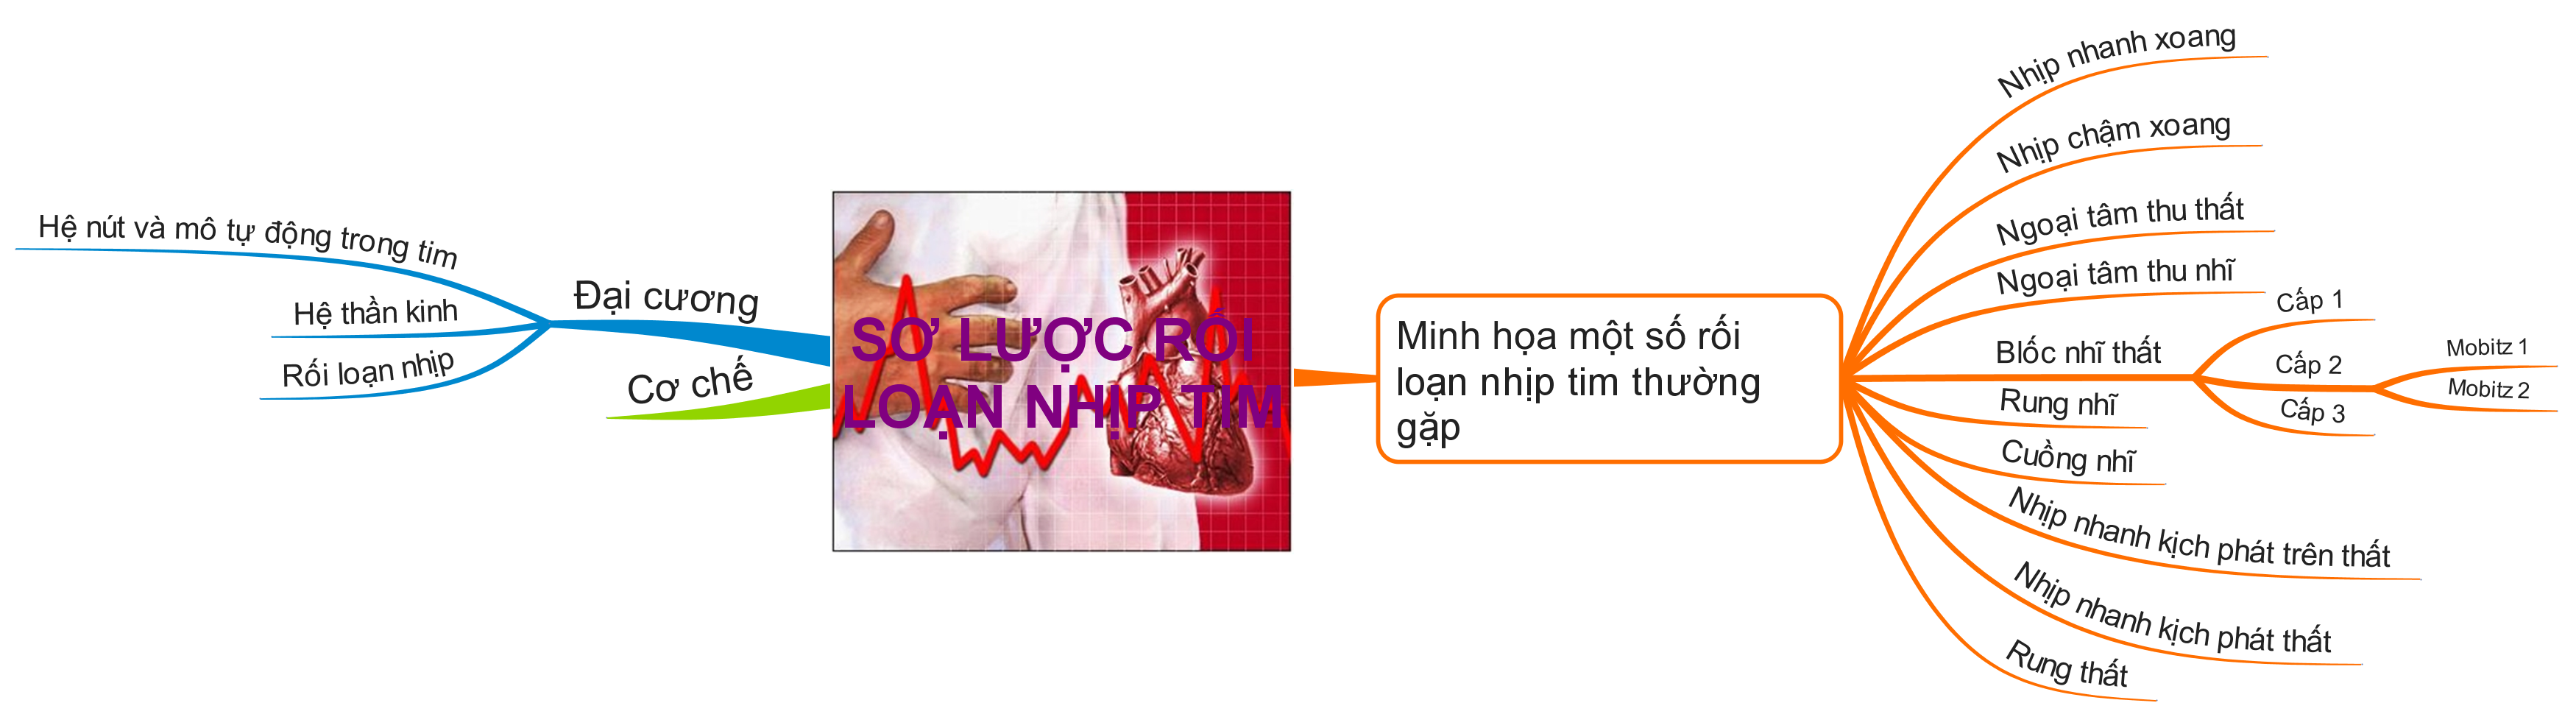 SƠ LƯỢC RỐI
LOẠN NHỊP TIM
Đại cương
Hệ nút và mô tự động trong tim
Hệ thần kinh
Rối loạn nhịp
Cơ chế
Minh họa một số rối
loạn nhịp tim thường
gặp
Nhịp nhanh xoang
Nhịp chậm xoang
Ngoại tâm thu thất
Ngoại tâm thu nhĩ
Blốc nhĩ thất
Cấp 1
Cấp 2
Mobitz 1
Mobitz 2
Cấp 3
Rung nhĩ
Cuồng nhĩ
Nhịp nhanh kịch phát trên thất
Nhịp nhanh kịch phát thất
Rung thất